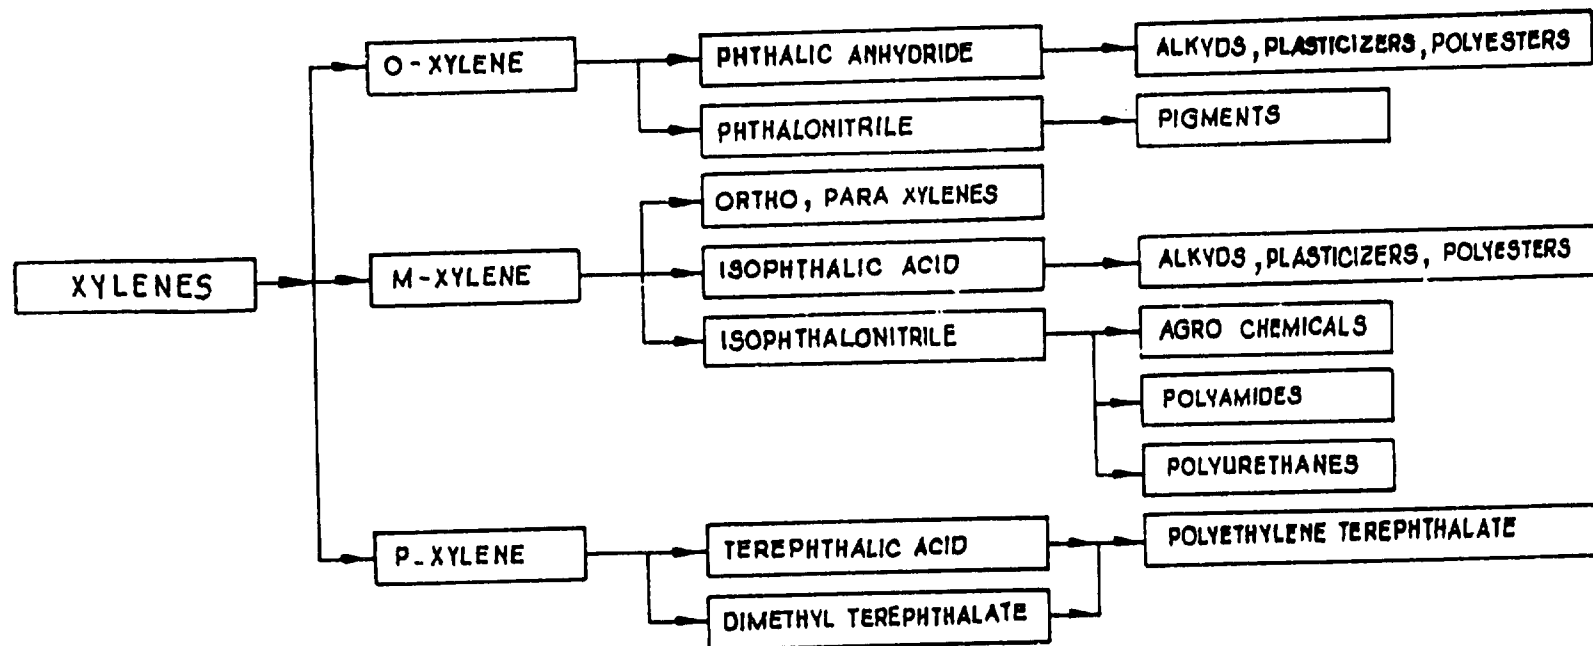 O-XYLENE
PHTHALIC ANHYDRIDE
ALKYDS, PLASTICIZERS, POLYESTERS
PHTHALONITRILE
PIGMENTS
ORTHO, PARA XYLENES
XYLENES
M-XYLENE
ISOPHTHALIC ACID
ALKYDS, PLASTICIZERS, POLYESTERS
ISOPHTHALONITRILE
AGRO CHEMICALS
POLYAMIDES
POLYURETHANES
P-XYLENE
TEREPHTHALIC ACID
POLYETHYLENE TEREPHTHALATE
DIMETHYL TEREPHTHALATE